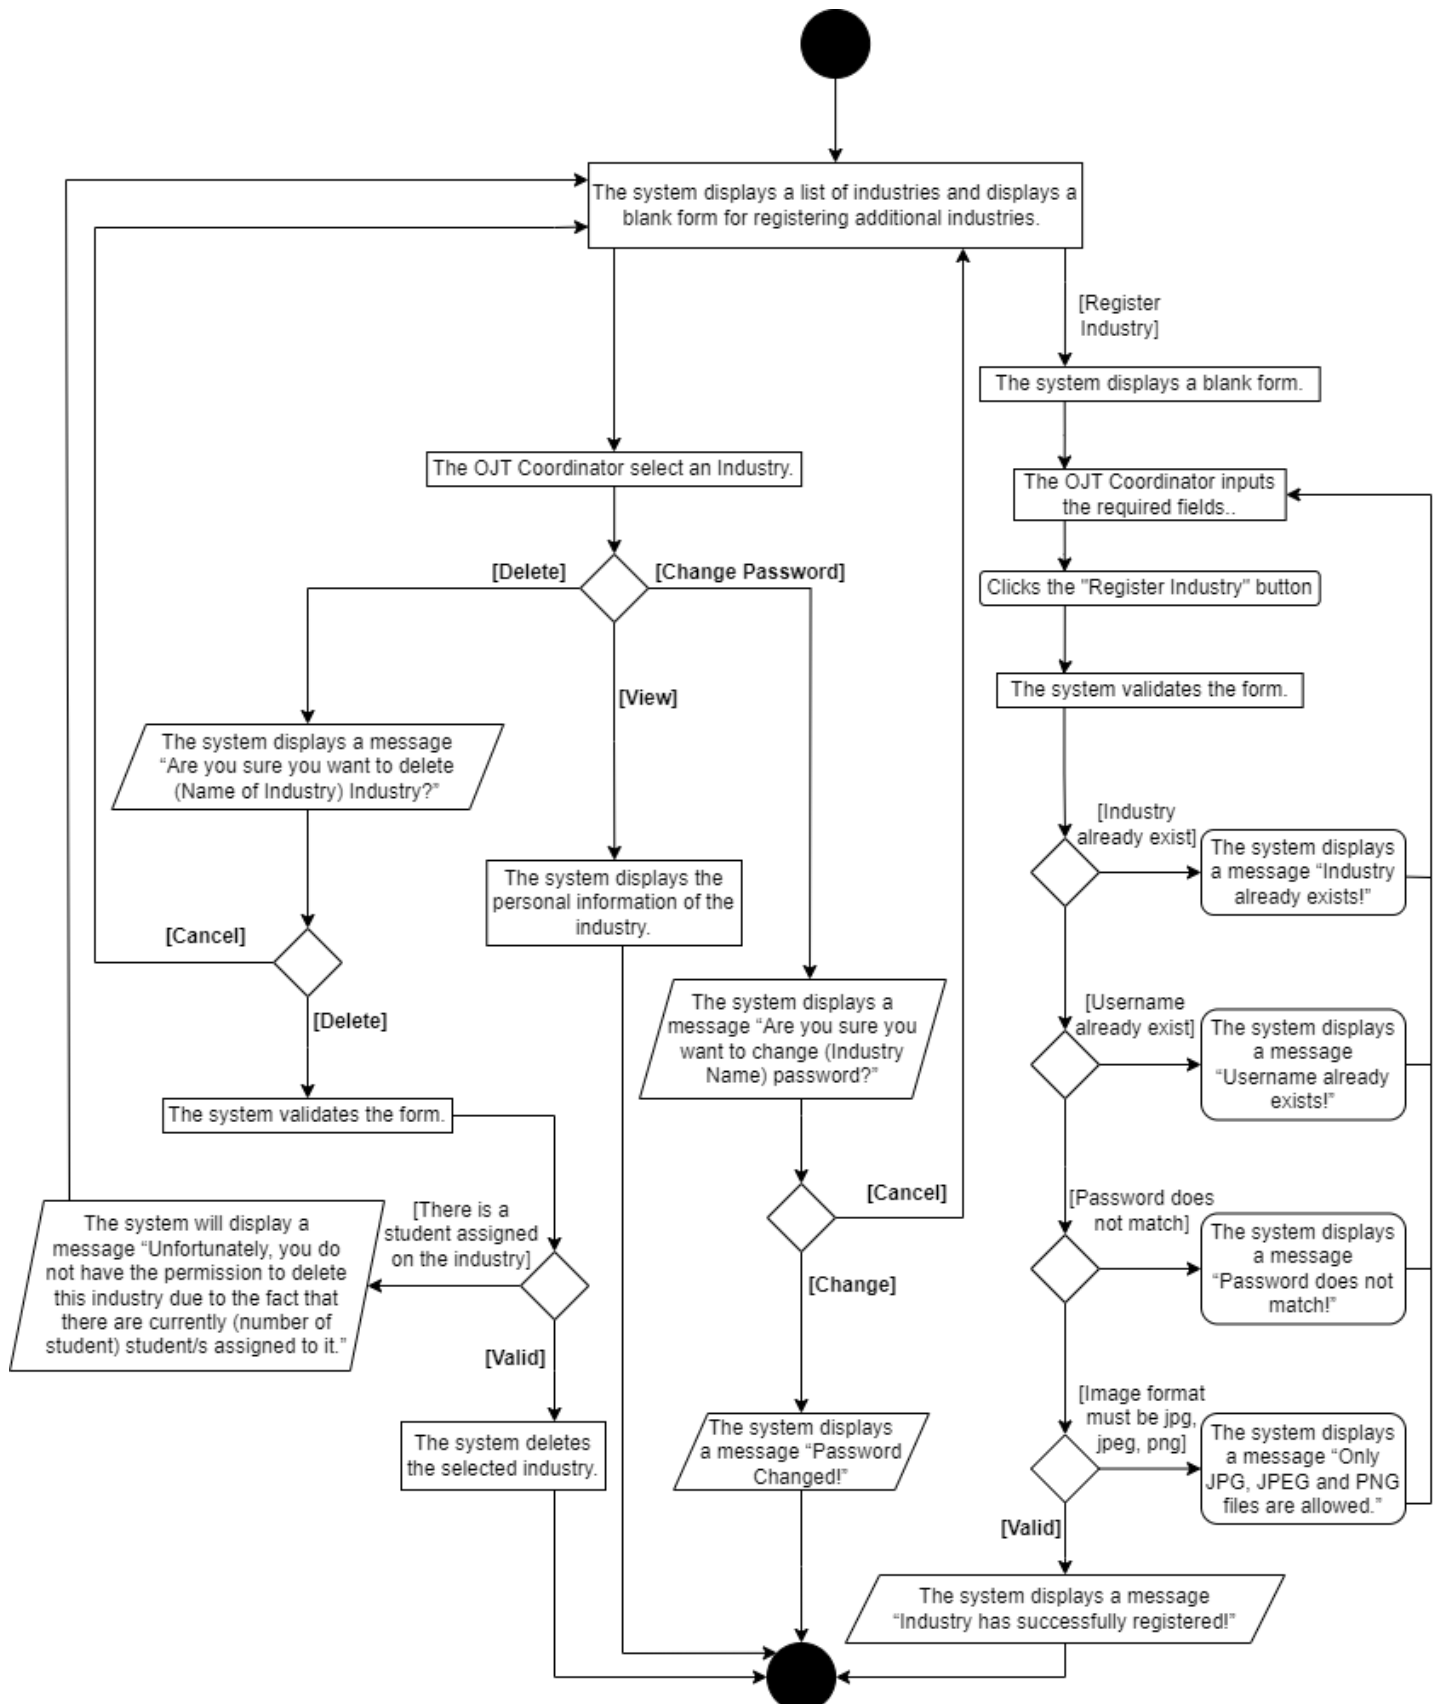 The system displays a list of industries and displays a
blank form for registering additional industries.
[Register
Industry]
The system displays a blank form.
The OJT Coordinator select an Industry.
The OJT Coordinator inputs
the required fields..
[Delete]
[Change Password]
Clicks the "Register Industry" button
[View]
The system validates the form.
The system displays a message
“Are you sure you want to delete
(Name of Industry) Industry?”
[Industry
already exist]
The system displays
a message “Industry
already exists!”
The system displays the
personal information of the
industry.
[Cancel]
[Delete]
The system displays a
message “Are you sure you
want to change (Industry
Name) password?”
[Username
already exist]
The system displays
a message
“Username already
exists!”
The system validates the form.
[There is a
student assigned
on the industry]
[Cancel]
[Password does
not match]
The system displays
a message
“Password does not
match!”
The system will display a
message “Unfortunately, you do
not have the permission to delete
this industry due to the fact that
there are currently (number of
student) student/s assigned to it.”
[Change]
[Valid]
[Image format
must be jpg,
jpeg, png]
The system displays
a message “Only
JPG, JPEG and PNG
files are allowed.”
The system deletes
the selected industry.
The system displays
a message “Password
Changed!”
[Valid]
The system displays a message
“Industry has successfully registered!”